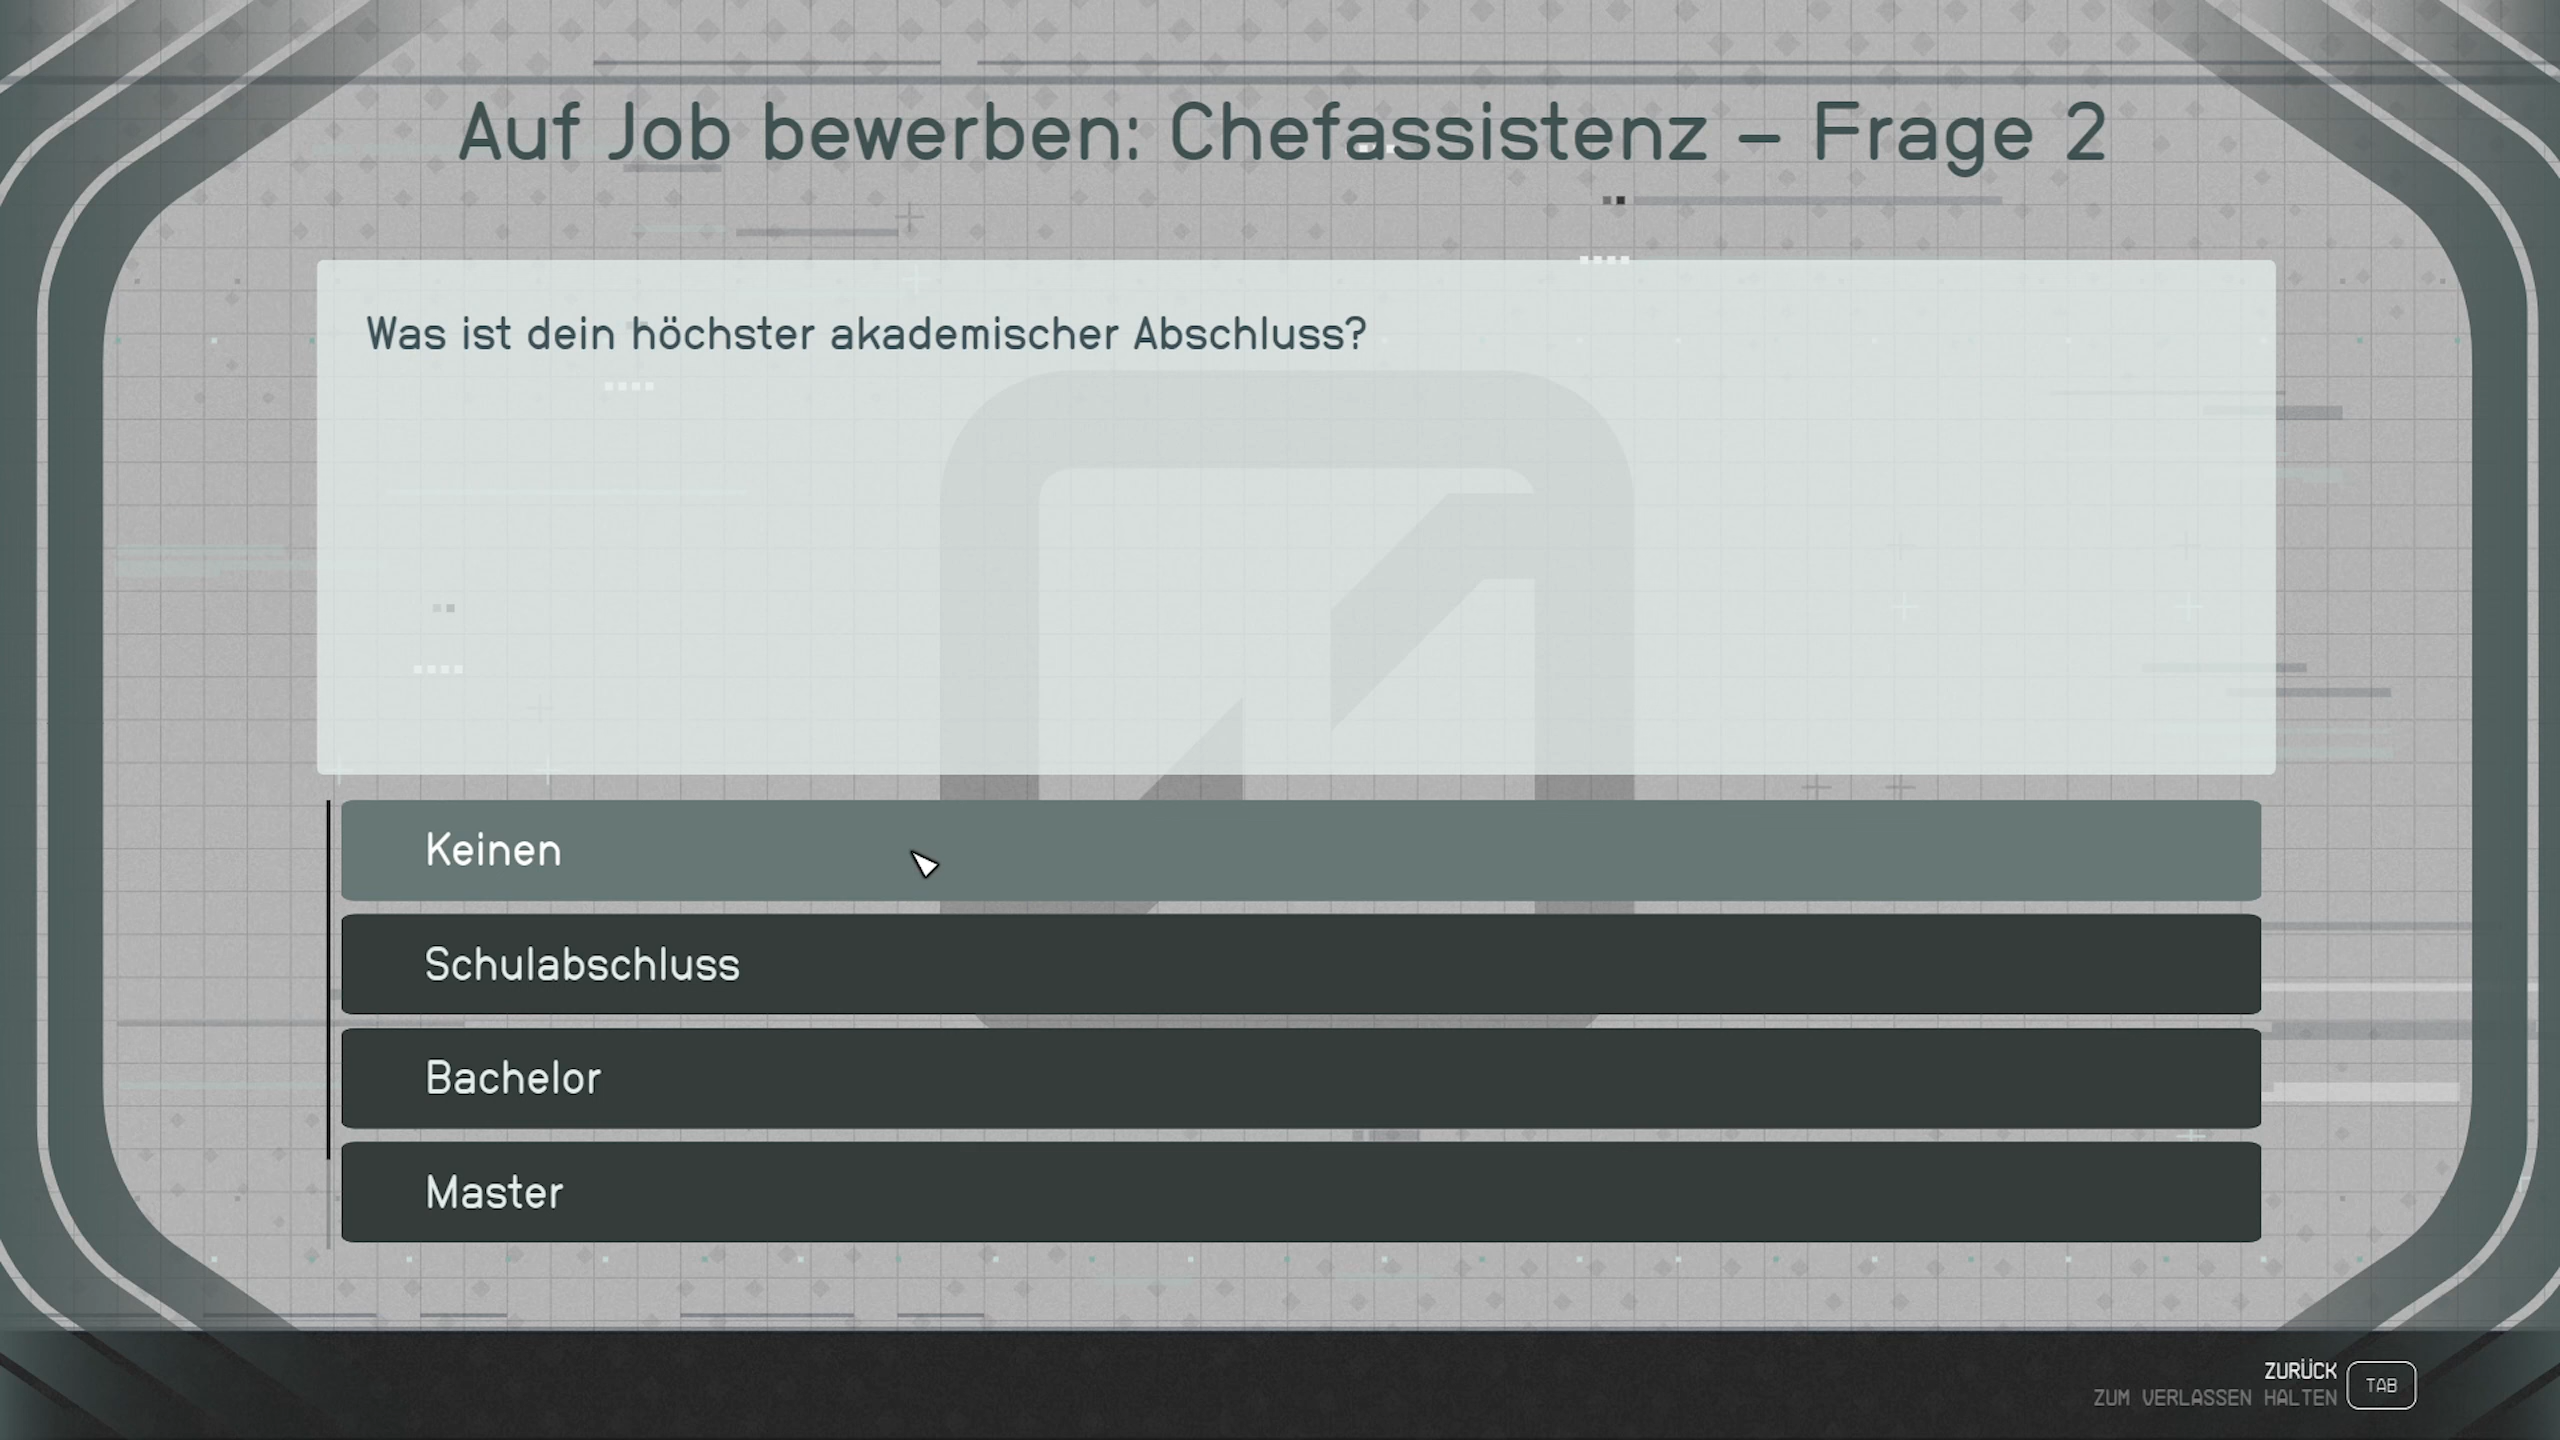 Auf Job bewerben: Chefassistenz – Frage 2
Was ist dein höchster akademischer Abschluss?
Keinen
Schulabschluss
Bachelor
Master
ZURÜCK
ZUM VERLASSEN HALTEN
TAB